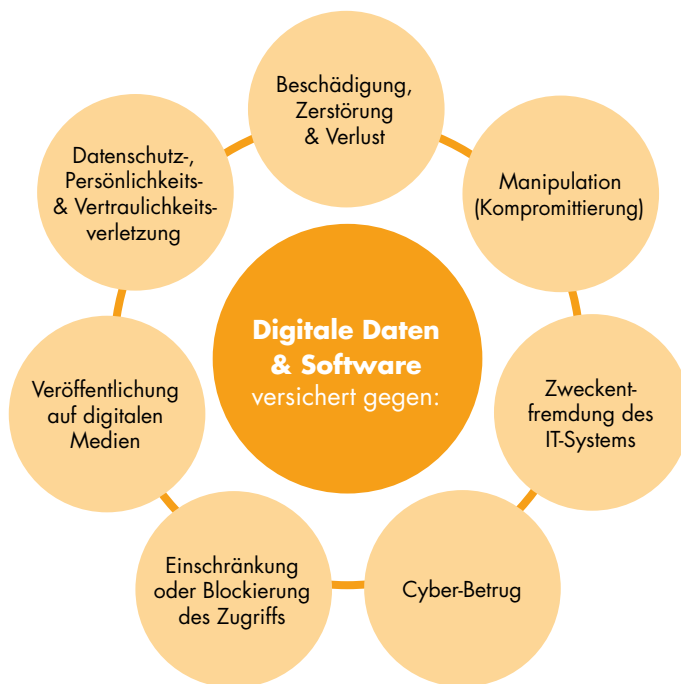 Digitale Daten
& Software
versichert gegen:
Beschädigung,
Zerstörung
& Verlust
Manipulation
(Kompromittierung)
Zweckent-
fremdung des
IT-Systems
Cyber-Betrug
Einschränkung
oder Blockierung
des Zugriffs
Veröffentlichung
auf digitalen
Medien
Datenschutz-,
Persönlichkeits-
& Vertraulichkeits-
verletzung